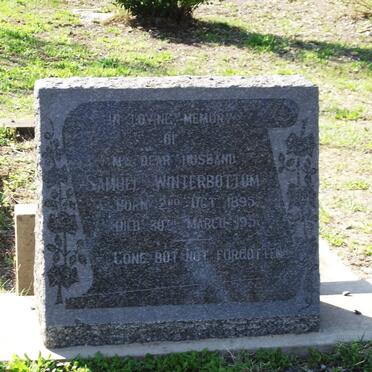 IN LOVING MEMORY
OF
MY DEAR HUSBAND
SAMUEL WINTERBOTTOM
BORN 2ND OCT. 1895
DIED 30TH MARCH
GONE BUT NOT FORGOTTEN